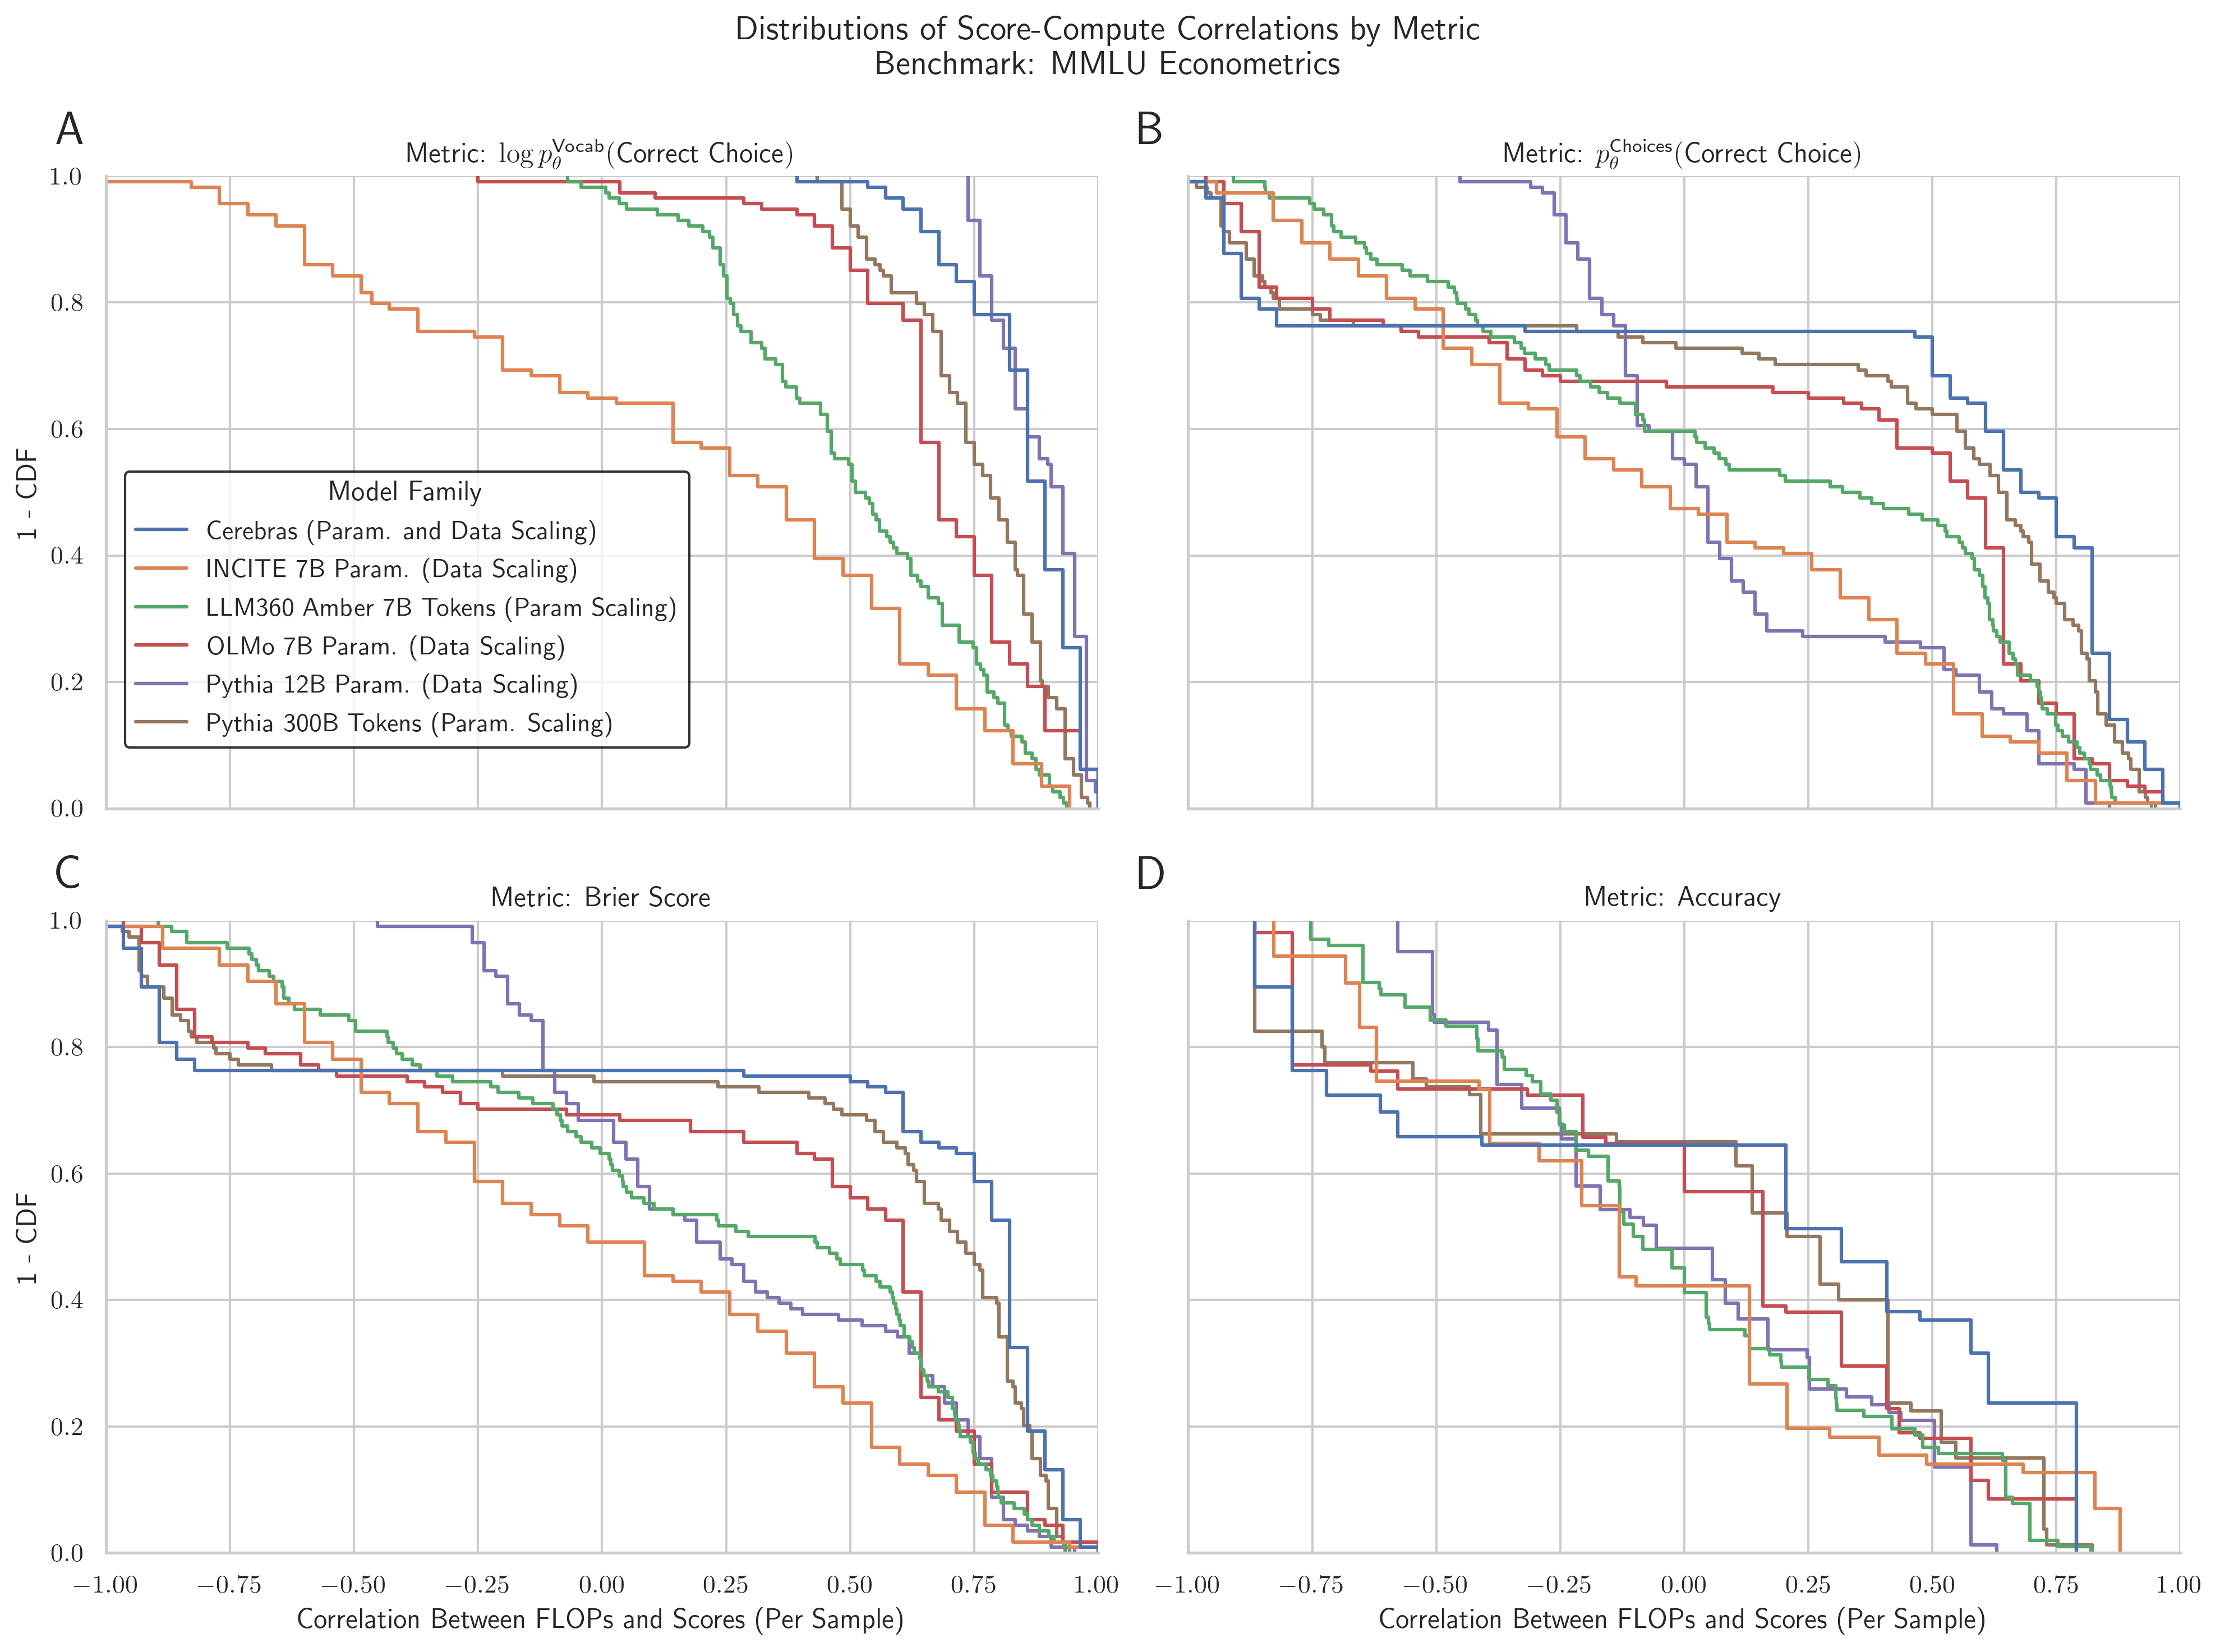 Distributions of Score-Compute Correlations by Metric
Benchmark: MMLU Econometrics
A
Metric: log p_θ^Vocab(Correct Choice)
1.0
0.8
0.6
0.4
0.2
0.0
1 - CDF
Model Family
Cerebras (Param. and Data Scaling)
INCITE 7B Param. (Data Scaling)
LLM360 Amber 7B Tokens (Param Scaling)
OLMo 7B Param. (Data Scaling)
Pythia 12B Param. (Data Scaling)
Pythia 300B Tokens (Param. Scaling)
B
Metric: p_θ^Choices(Correct Choice)
C
Metric: Brier Score
1.0
0.8
0.6
0.4
0.2
0.0
1 - CDF
−1.00 −0.75 −0.50 −0.25 0.00 0.25 0.50 0.75 1.00
Correlation Between FLOPs and Scores (Per Sample)
D
Metric: Accuracy
−1.00 −0.75 −0.50 −0.25 0.00 0.25 0.50 0.75 1.00
Correlation Between FLOPs and Scores (Per Sample)